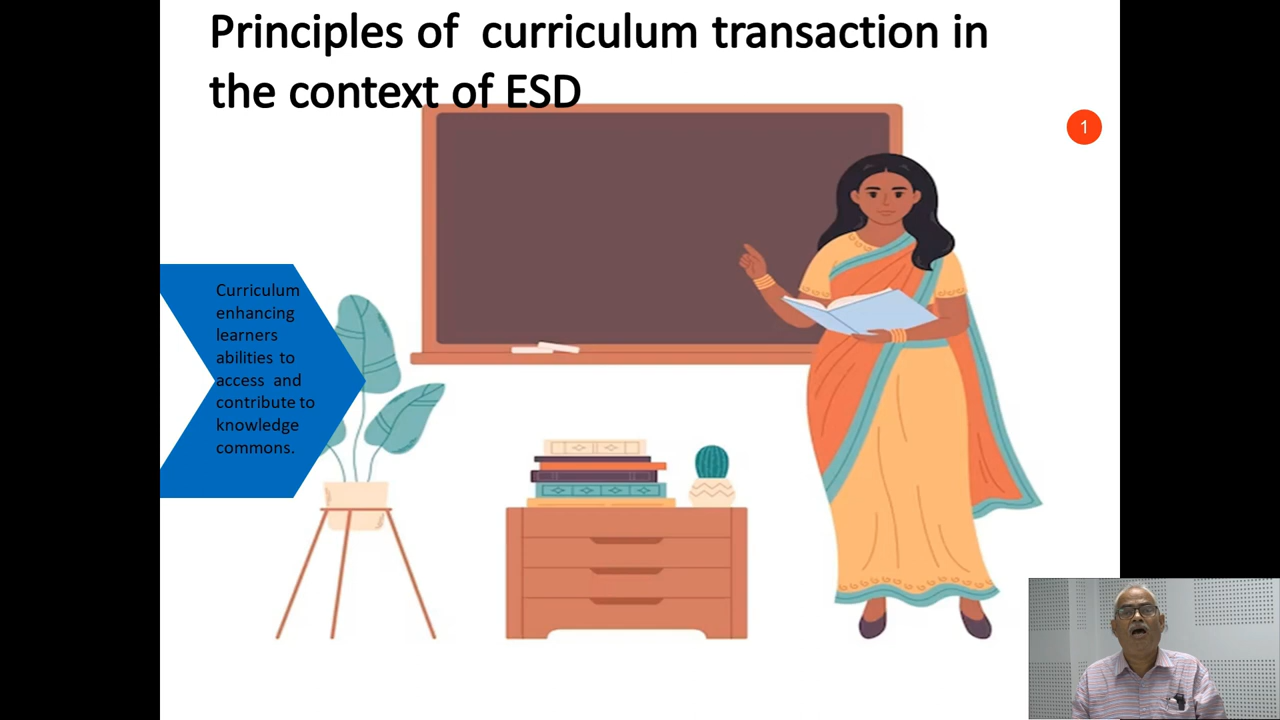 Principles of curriculum transaction in
the context of ESD
1
Curriculum
enhancing
learners
abilities to
access and
contribute to
knowledge
commons.